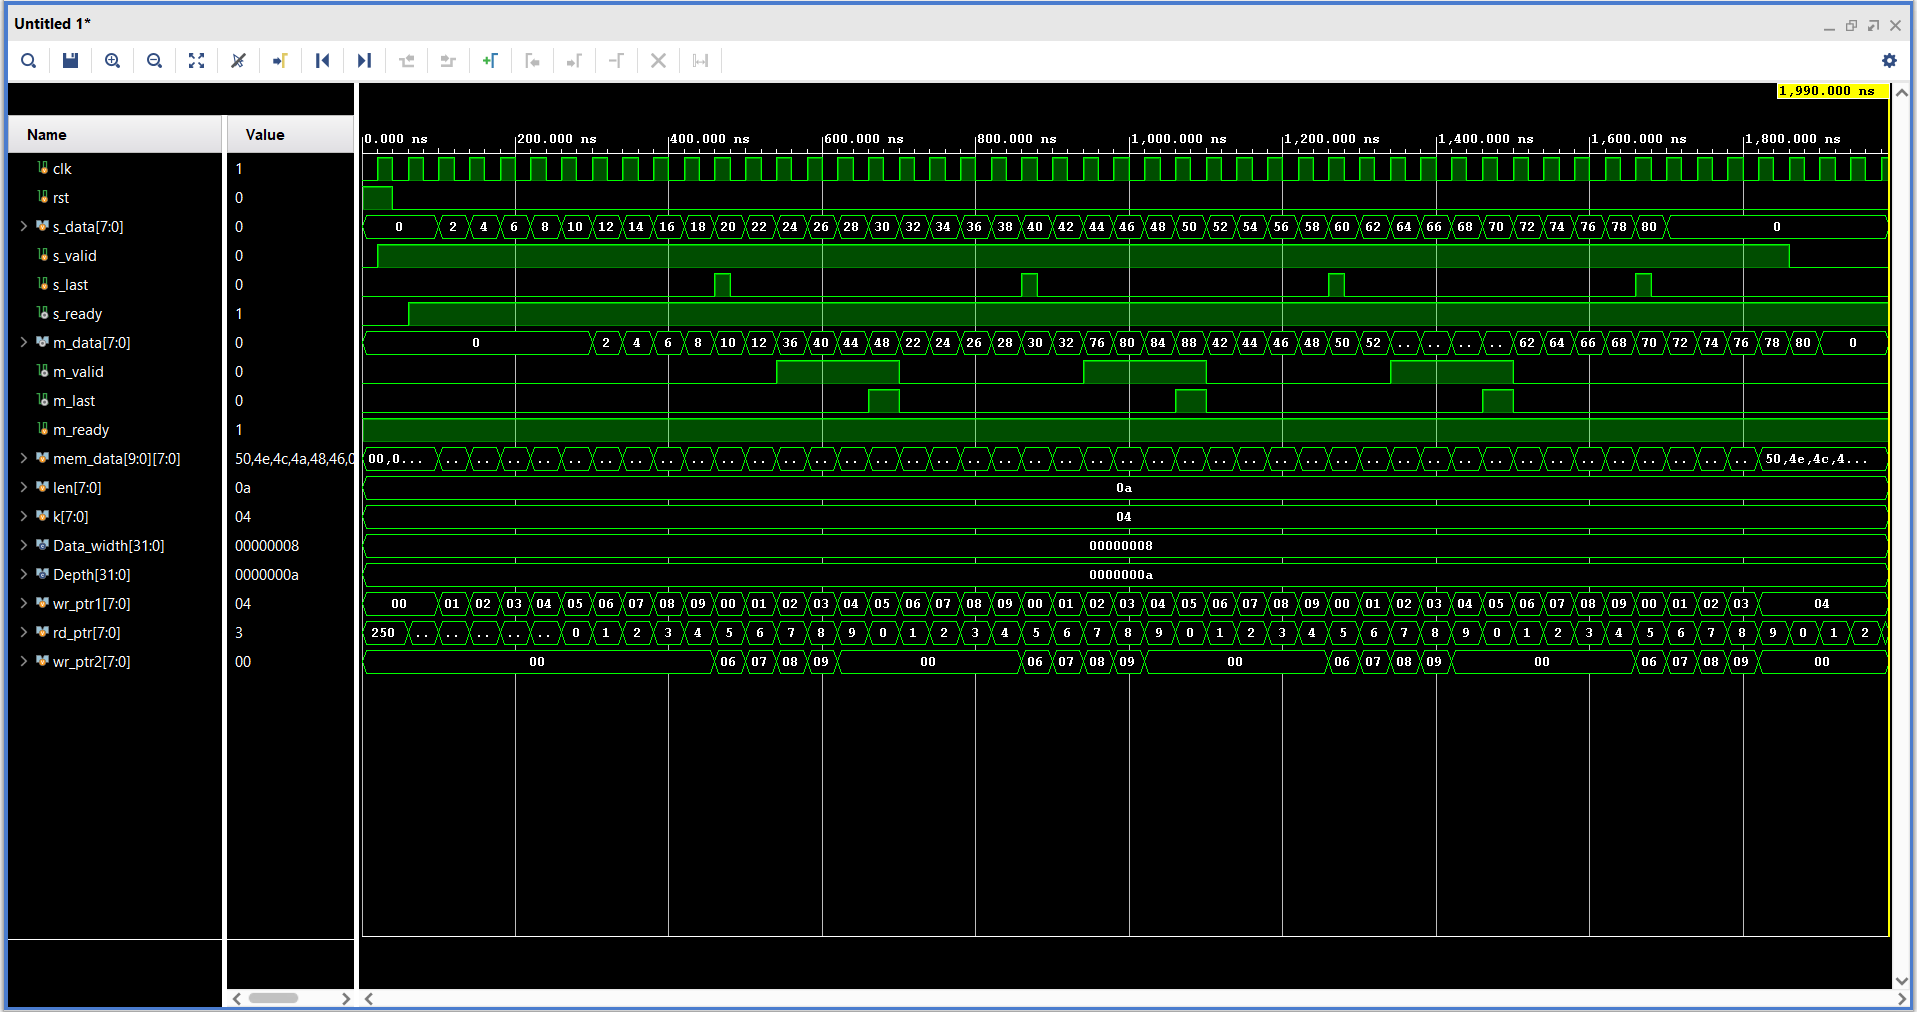 Untitled 1*
1,990.000 ns
Name Value
0.000 ns 200.000 ns 400.000 ns 600.000 ns 800.000 ns 1,000.000 ns 1,200.000 ns 1,400.000 ns 1,600.000 ns 1,800.000 ns
clk 1
rst 0
s_data[7:0] 0 0 2 4 6 8 10 12 14 16 18 20 22 24 26 28 30 32 34 36 38 40 42 44 46 48 50 52 54 56 58 60 62 64 66 68 70 72 74 76 78 80 0
s_valid 0
s_last 0
s_ready 1
m_data[7:0] 0 0 2 4 6 8 10 12 36 40 44 48 22 24 26 28 30 32 76 80 84 88 42 44 46 48 50 52 .. .. .. .. 62 64 66 68 70 72 74 76 78 80 0
m_valid 0
m_last 0
m_ready 1
mem_data[9:0][7:0] 50,4e,4c,4a,48,46,0 00,0... .. .. .. .. .. .. .. .. .. .. .. .. .. .. .. .. .. .. .. .. .. .. .. .. .. .. .. .. .. .. .. .. .. .. .. .. .. .. .. .. .. .. .. 50,4e,4c,4...
len[7:0] 0a 0a
k[7:0] 04 04
Data_width[31:0] 00000008 00000008
Depth[31:0] 0000000a 0000000a
wr_ptr1[7:0] 04 00 01 02 03 04 05 06 07 08 09 00 01 02 03 04 05 06 07 08 09 00 01 02 03 04 05 06 07 08 09 00 01 02 03 04 05 06 07 08 09 00 01 02 03 04
rd_ptr[7:0] 3 250 .. .. .. .. .. 0 1 2 3 4 5 6 7 8 9 0 1 2 3 4 5 6 7 8 9 0 1 2 3 4 5 6 7 8 9 0 1 2 3 4 5 6 7 8 9 0 1 2
wr_ptr2[7:0] 00 00 06 07 08 09 00 06 07 08 09 00 06 07 08 09 00 06 07 08 09 00